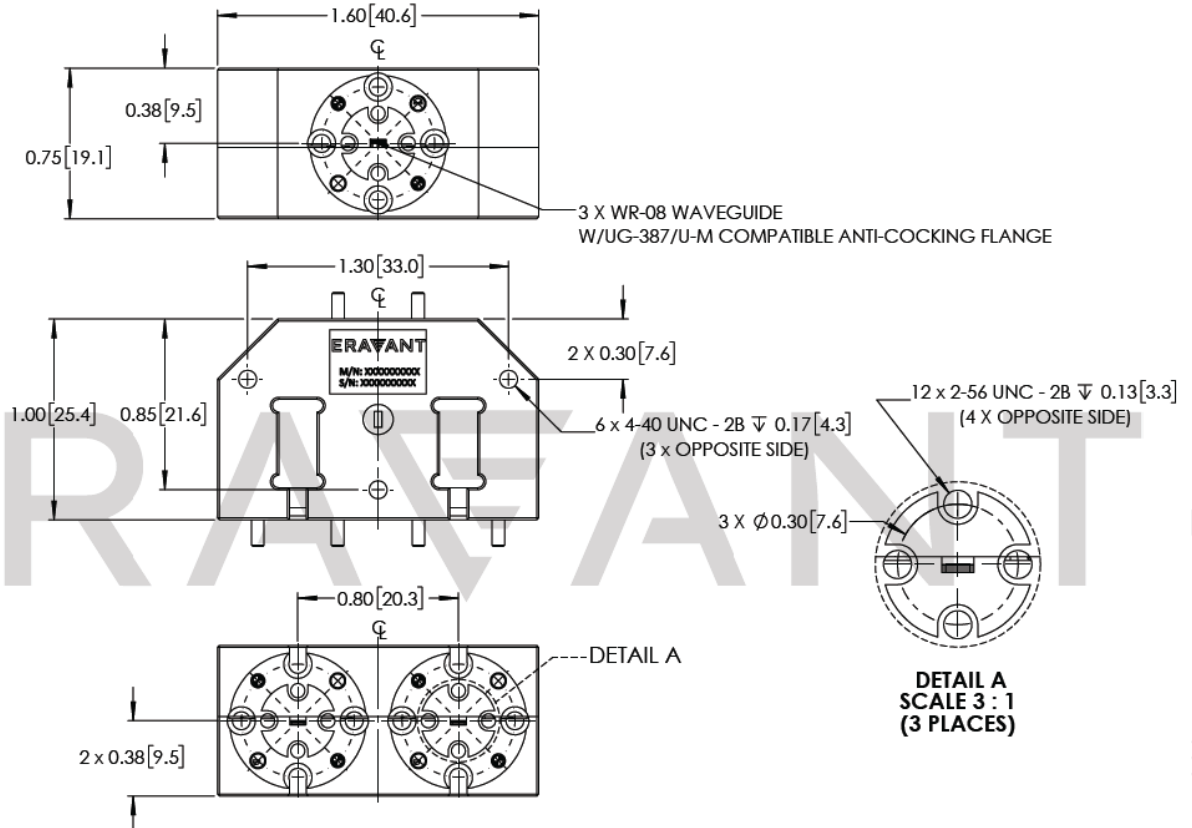 1.60[40.6]
℄
0.38[9.5]
0.75[19.1]
3 X WR-08 WAVEGUIDE
W/UG-387/U-M COMPATIBLE ANTI-COCKING FLANGE
1.30[33.0]
℄
ERAVANT
M/N: XXXXXXXXXX
S/N: XXXXXXXXXX
2 X 0.30[7.6]
1.00[25.4]
0.85[21.6]
6 x 4-40 UNC - 2B ↧ 0.17[4.3]
(3 x OPPOSITE SIDE)
12 x 2-56 UNC - 2B ↧ 0.13[3.3]
(4 X OPPOSITE SIDE)
3 X ∅0.30[7.6]
RAVANT
0.80[20.3]
℄
DETAIL A
2 x 0.38[9.5]
DETAIL A
SCALE 3 : 1
(3 PLACES)